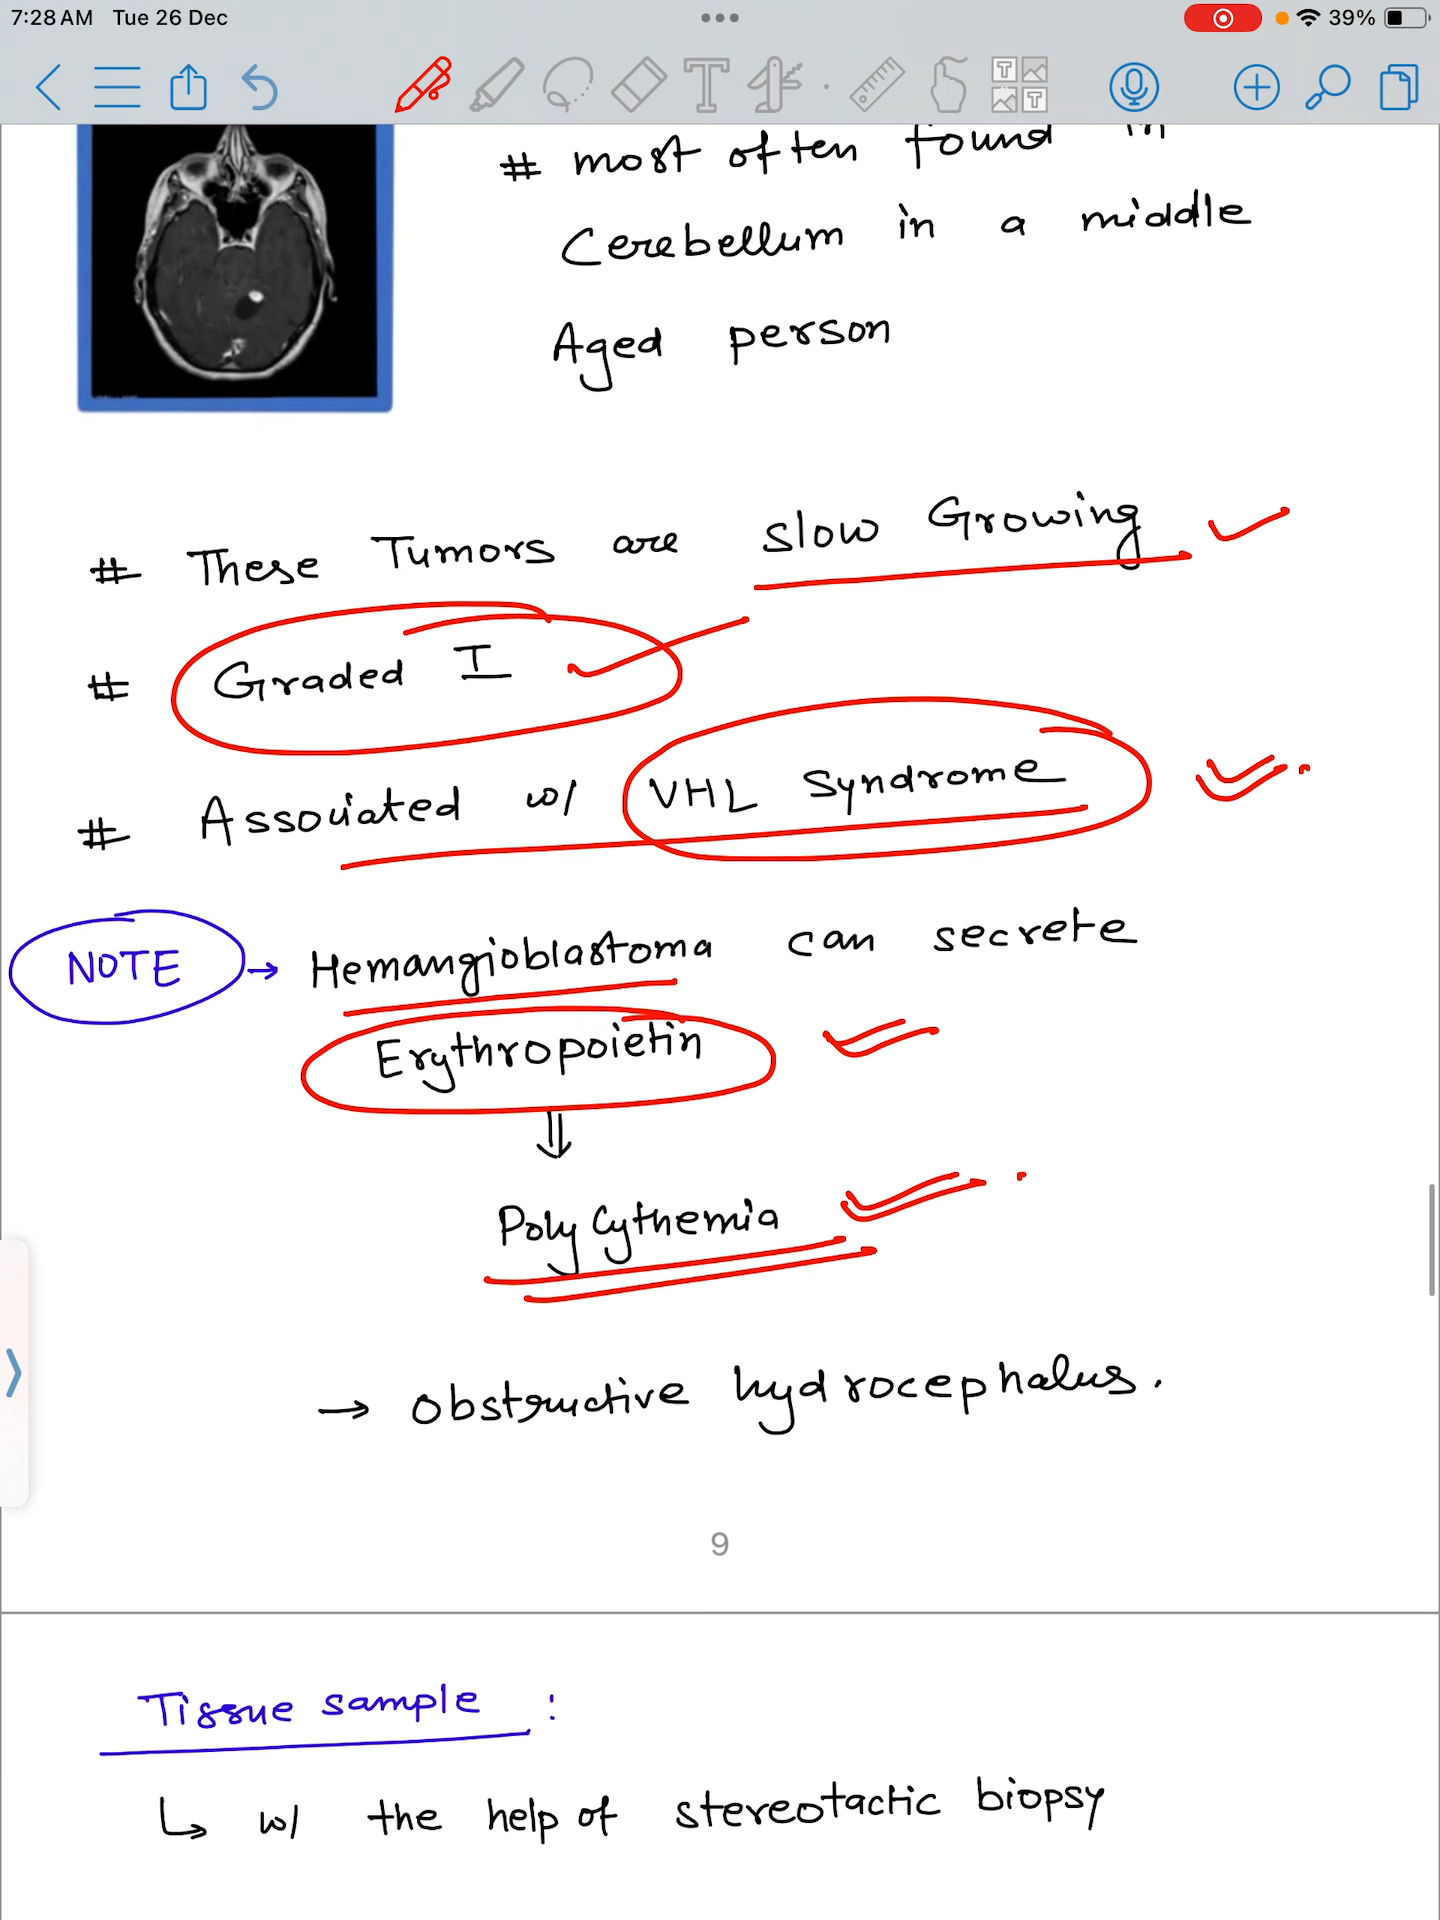 7:28 AM Tue 26 Dec
39%
# most often found in
Cerebellum in a middle
Aged person
# These Tumors are slow Growing
# Graded I
# Associated w/ VHL Syndrome
NOTE → Hemangioblastoma can secrete
Erythropoietin
⇓
Polycythemia
→ obstructive hydrocephalus.
9
Tissue sample :
↳ w/ the help of stereotactic biopsy